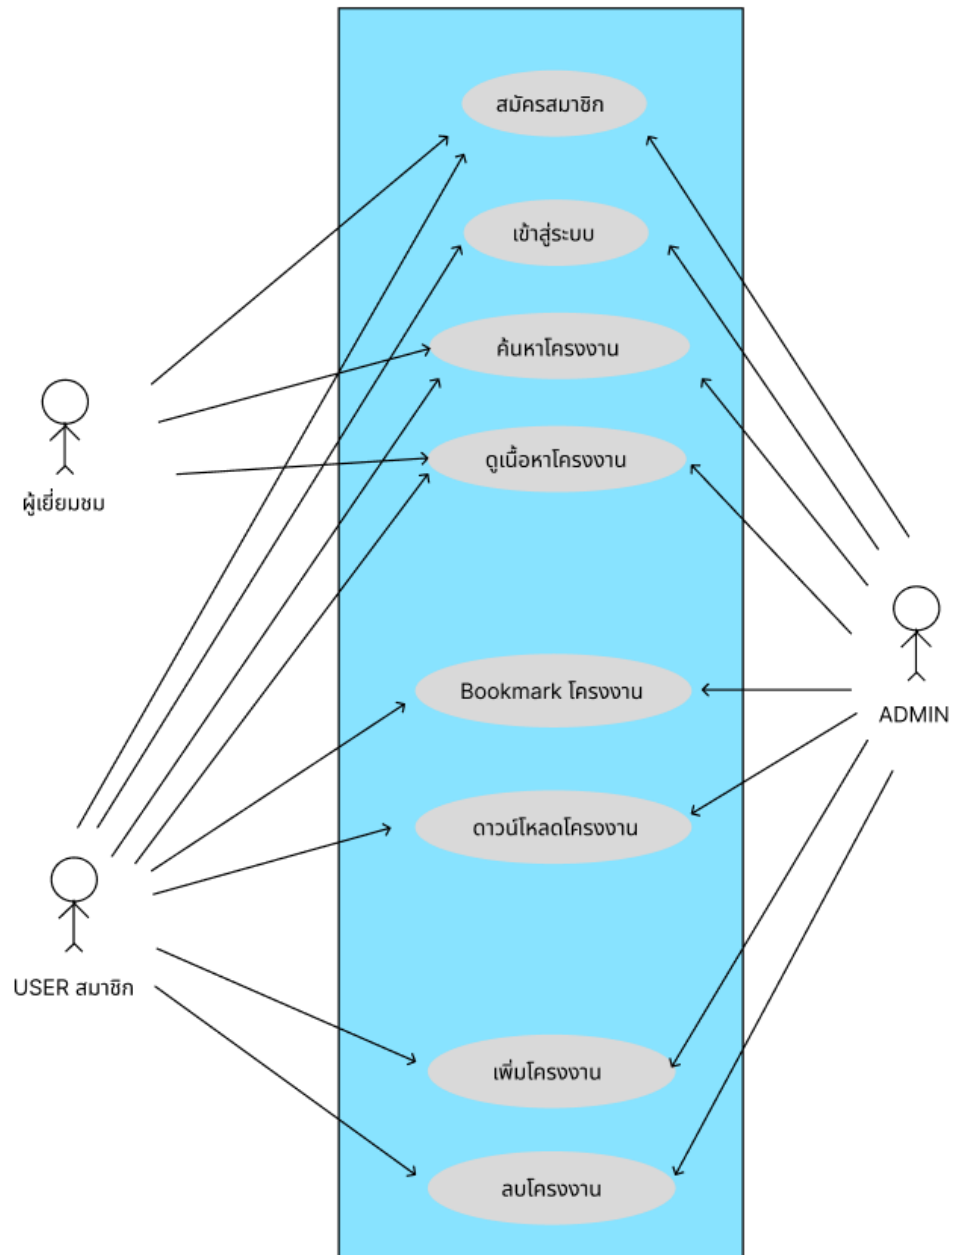 สมัครสมาชิก
เข้าสู่ระบบ
ค้นหาโครงงาน
ดูเนื้อหาโครงงาน
ผู้เยี่ยมชม
Bookmark โครงงาน
ADMIN
ดาวน์โหลดโครงงาน
USER สมาชิก
เพิ่มโครงงาน
ลบโครงงาน